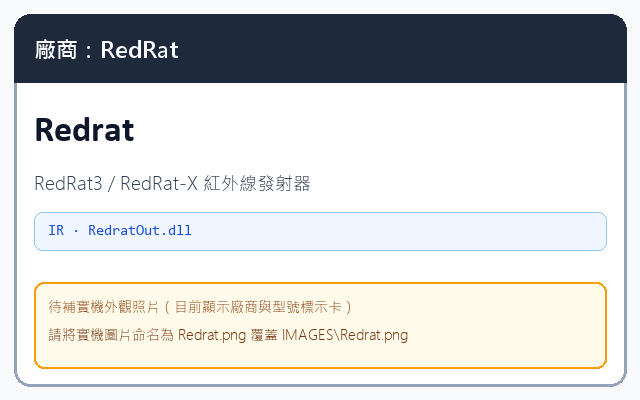 廠商：RedRat
Redrat
RedRat3 / RedRat-X 紅外線發射器
IR · RedratOut.dll
待補實機外觀照片（目前顯示廠商與型號標示卡）
請將實機圖片命名為 Redrat.png 覆蓋 IMAGES\Redrat.png